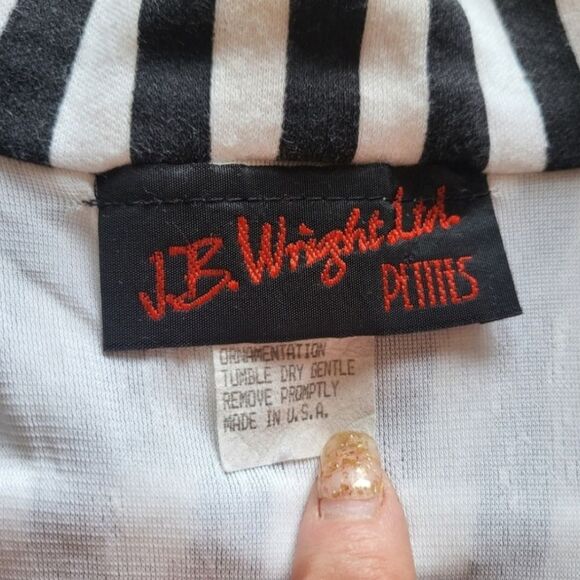 J.B. Wright Ltd.
PETITES
ORNAMENTATION
TUMBLE DRY GENTLE
REMOVE PROMPTLY
MADE IN U.S.A.